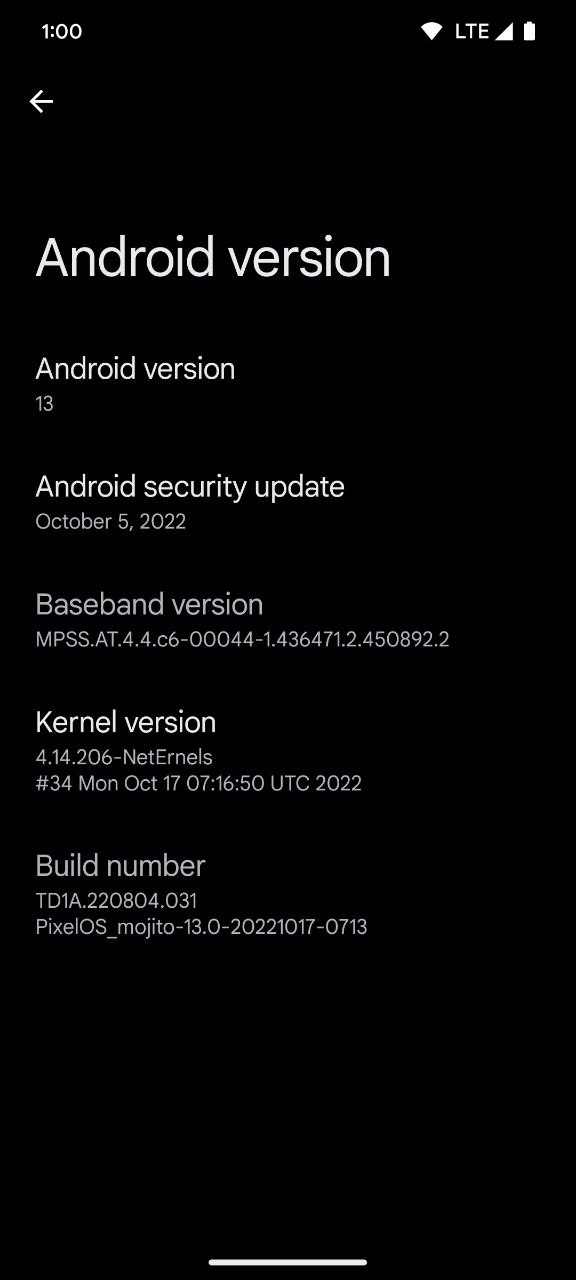 1:00 LTE
Android version
Android version
13
Android security update
October 5, 2022
Baseband version
MPSS.AT.4.4.c6-00044-1.436471.2.450892.2
Kernel version
4.14.206-NetErnels
#34 Mon Oct 17 07:16:50 UTC 2022
Build number
TD1A.220804.031
PixelOS_mojito-13.0-20221017-0713